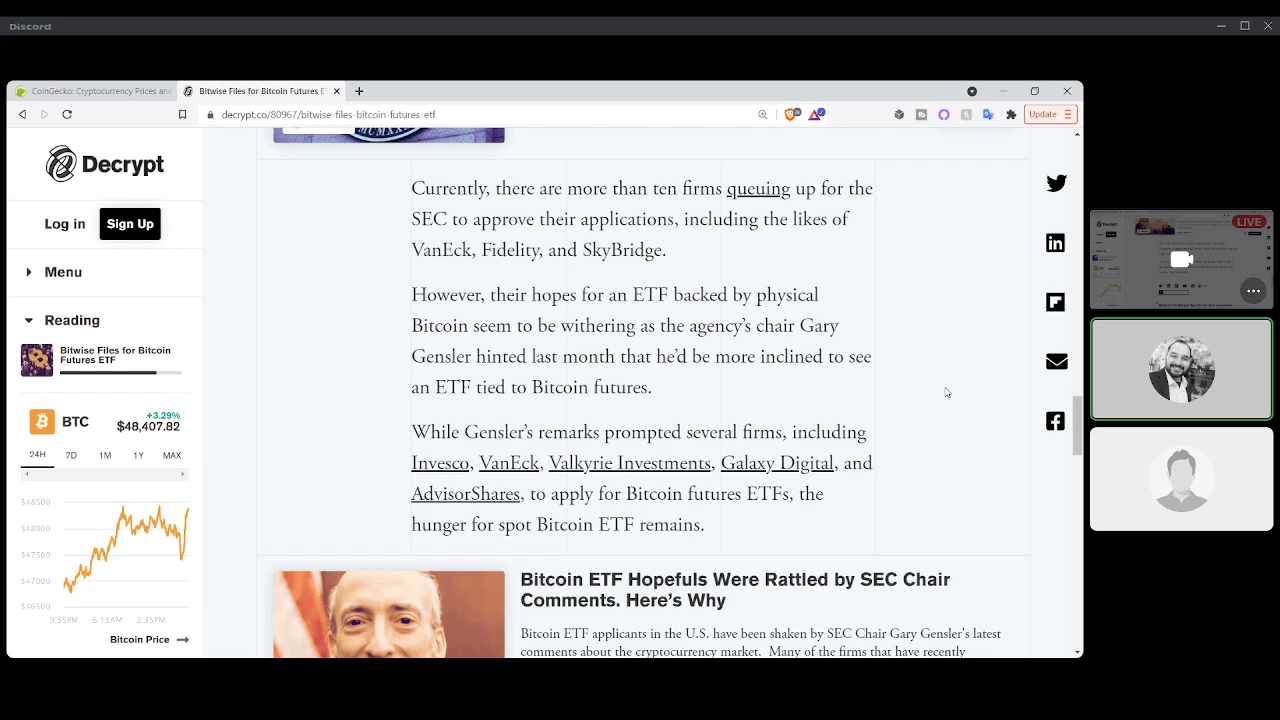 Discord
CoinGecko: Cryptocurrency Prices and
Bitwise Files for Bitcoin Futures E
decrypt.co/80967/bitwise-files-bitcoin-futures-etf
Update
Decrypt
Log in
Sign Up
Menu
Reading
Bitwise Files for Bitcoin
Futures ETF
BTC
+3.29%
$48,407.82
24H 7D 1M 1Y MAX
$48500
$48000
$47500
$47000
$46500
9:55PM 6:15AM 2:35PM
Bitcoin Price
MCMXX
Currently, there are more than ten firms queuing up for the
SEC to approve their applications, including the likes of
VanEck, Fidelity, and SkyBridge.
However, their hopes for an ETF backed by physical
Bitcoin seem to be withering as the agency’s chair Gary
Gensler hinted last month that he’d be more inclined to see
an ETF tied to Bitcoin futures.
While Gensler’s remarks prompted several firms, including
Invesco, VanEck, Valkyrie Investments, Galaxy Digital, and
AdvisorShares, to apply for Bitcoin futures ETFs, the
hunger for spot Bitcoin ETF remains.
Bitcoin ETF Hopefuls Were Rattled by SEC Chair
Comments. Here’s Why
Bitcoin ETF applicants in the U.S. have been shaken by SEC Chair Gary Gensler's latest
comments about the cryptocurrency market. Many of the firms that have recently
LIVE